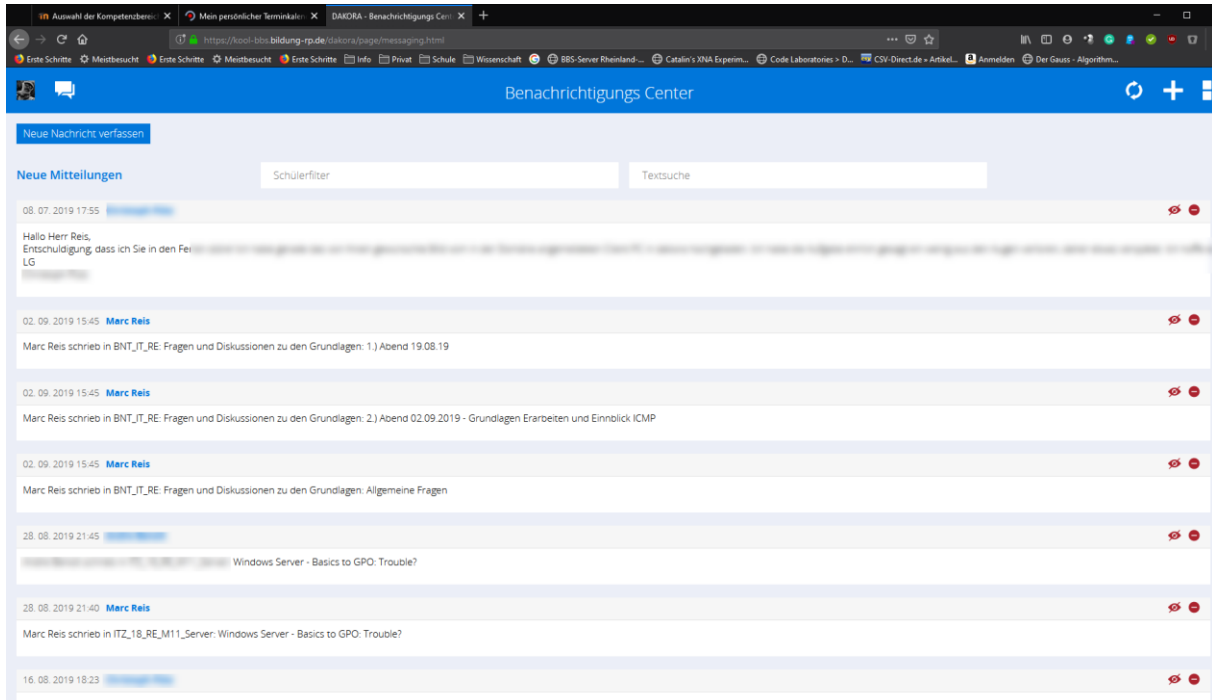 Auswahl der Kompetenzbereich
Mein persönlicher Terminkalen
DAKORA - Benachrichtigungs Cent
https://kool-bbs.bildung-rp.de/dakora/page/messaging.html
Erste Schritte Meistbesucht Erste Schritte Meistbesucht Erste Schritte Info Privat Schule Wissenschaft BBS-Server Rheinland-... Catalin's XNA Experim... Code Laboratories > D... CSV-Direct.de » Artikel... Anmelden Der Gauss - Algorithm...
Benachrichtigungs Center
Neue Nachricht verfassen
Neue Mitteilungen
Schülerfilter
Textsuche
08. 07. 2019 17:55
Hallo Herr Reis,
Entschuldigung, dass ich Sie in den
LG
02. 09. 2019 15:45 Marc Reis
Marc Reis schrieb in BNT_IT_RE: Fragen und Diskussionen zu den Grundlagen: 1.) Abend 19.08.19
02. 09. 2019 15:45 Marc Reis
Marc Reis schrieb in BNT_IT_RE: Fragen und Diskussionen zu den Grundlagen: 2.) Abend 02.09.2019 - Grundlagen Erarbeiten und Einnblick ICMP
02. 09. 2019 15:45 Marc Reis
Marc Reis schrieb in BNT_IT_RE: Fragen und Diskussionen zu den Grundlagen: Allgemeine Fragen
28. 08. 2019 21:45
Windows Server - Basics to GPO: Trouble?
28. 08. 2019 21:40 Marc Reis
Marc Reis schrieb in ITZ_18_RE_M11_Server: Windows Server - Basics to GPO: Trouble?
16. 08. 2019 18:23